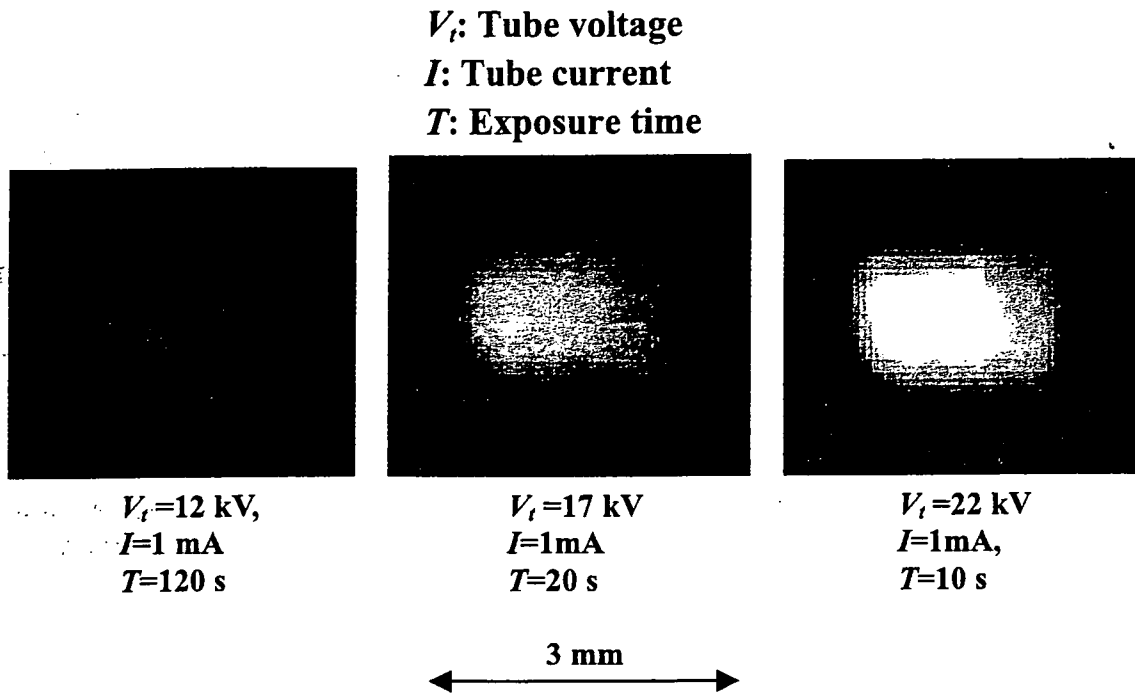 Vt: Tube voltage
I: Tube current
T: Exposure time
Vt =12 kV,
I=1 mA
T=120 s
Vt =17 kV
I=1mA
T=20 s
Vt =22 kV
I=1mA,
T=10 s
3 mm